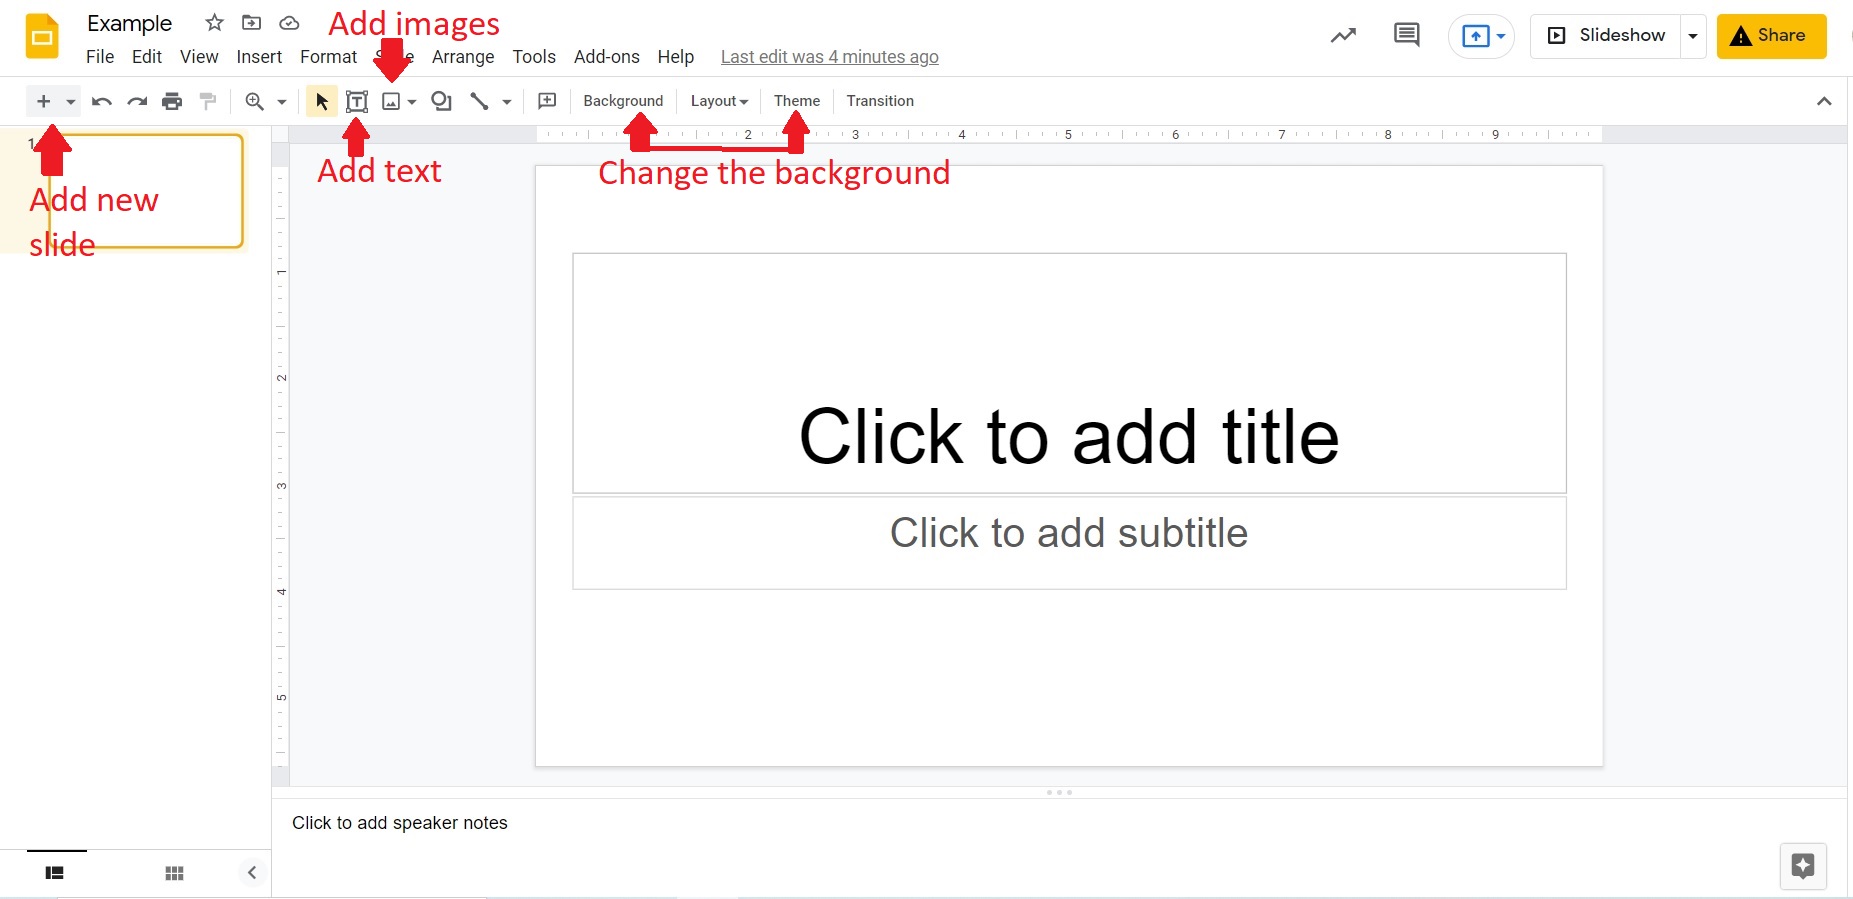 Example
Add images
File Edit View Insert Format Arrange Tools Add-ons Help Last edit was 4 minutes ago
Slideshow
Share
Background Layout Theme Transition
1
2 3 4 5 6 7 8 9
Add text
Change the background
Add new
slide
1
2
3
4
5
Click to add title
Click to add subtitle
Click to add speaker notes